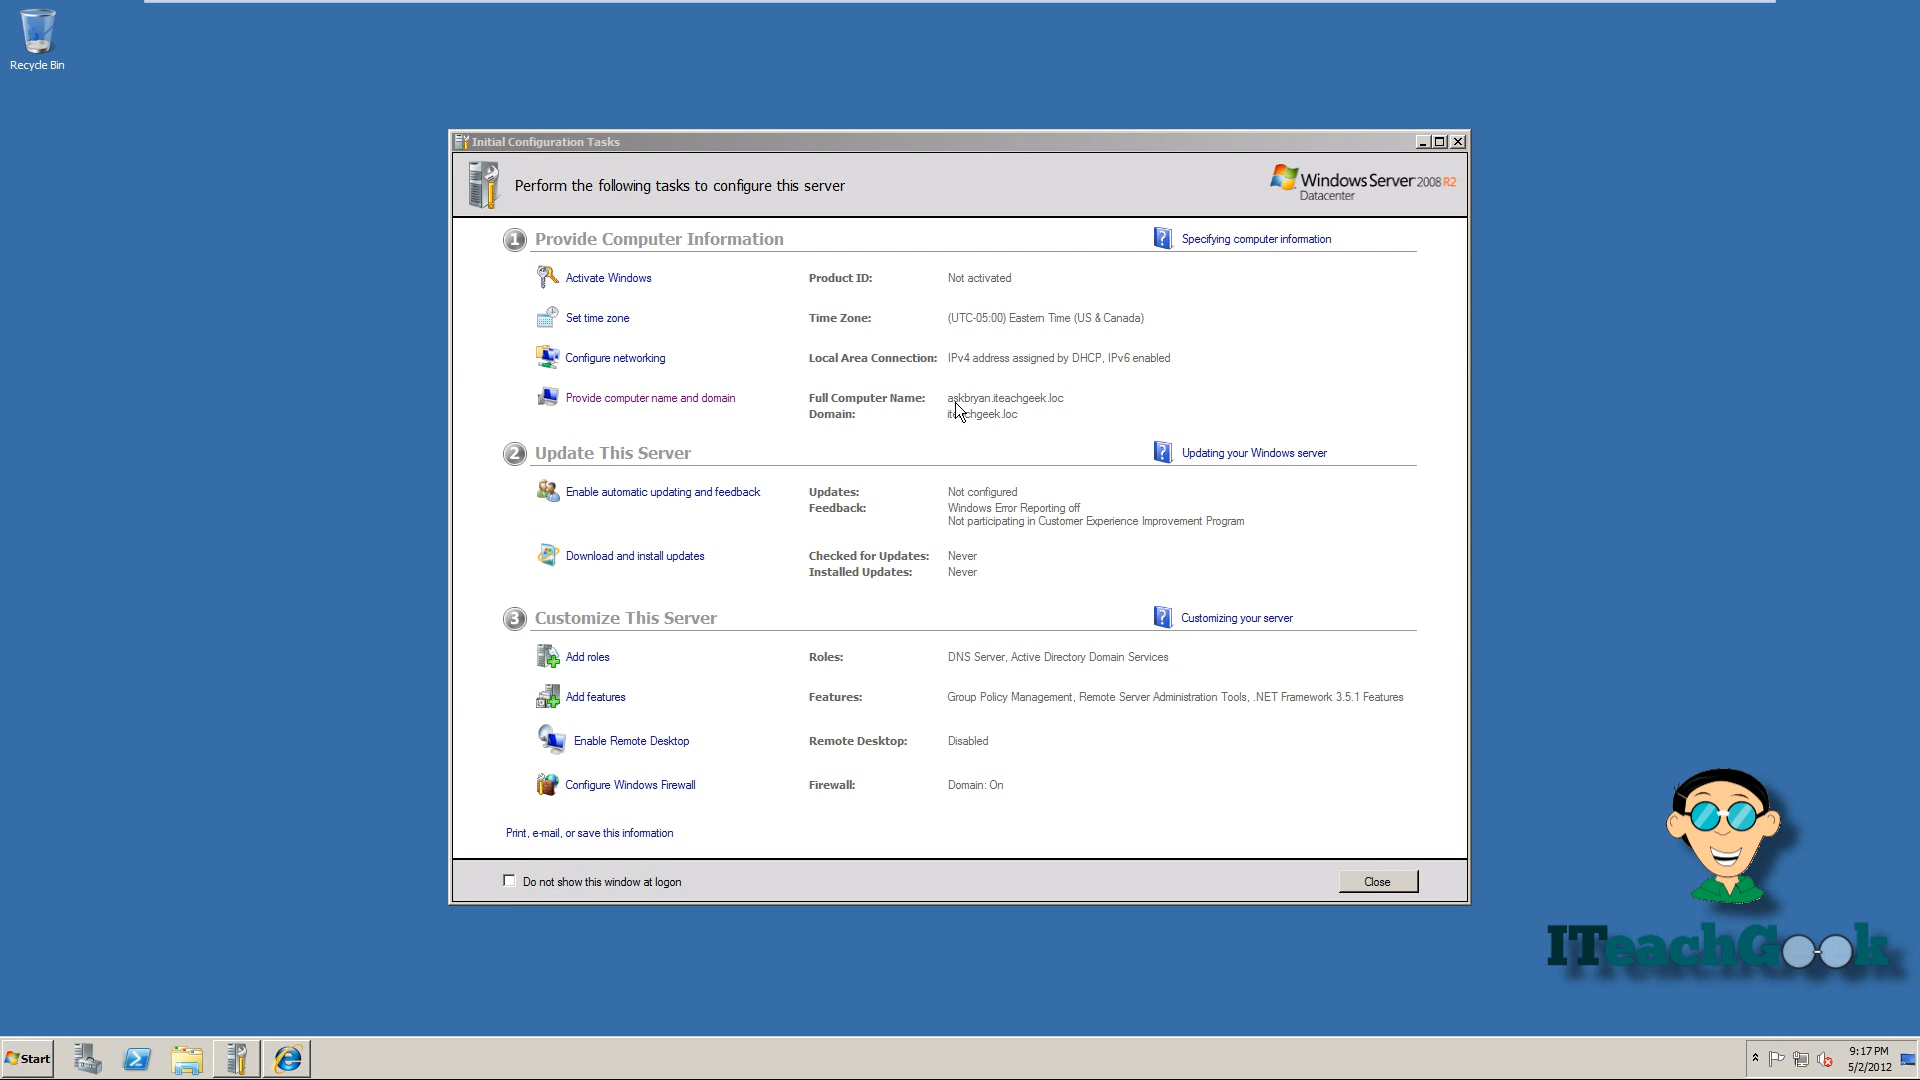 Recycle Bin
Initial Configuration Tasks
Perform the following tasks to configure this server
Windows Server 2008 R2
Datacenter
1 Provide Computer Information
Specifying computer information
Activate Windows Product ID: Not activated
Set time zone Time Zone: (UTC-05:00) Eastern Time (US & Canada)
Configure networking Local Area Connection: IPv4 address assigned by DHCP, IPv6 enabled
Provide computer name and domain Full Computer Name: askbryan.iteachgeek.loc
Domain: iteachgeek.loc
2 Update This Server
Updating your Windows server
Enable automatic updating and feedback Updates: Not configured
Feedback: Windows Error Reporting off
Not participating in Customer Experience Improvement Program
Download and install updates Checked for Updates: Never
Installed Updates: Never
3 Customize This Server
Customizing your server
Add roles Roles: DNS Server, Active Directory Domain Services
Add features Features: Group Policy Management, Remote Server Administration Tools, .NET Framework 3.5.1 Features
Enable Remote Desktop Remote Desktop: Disabled
Configure Windows Firewall Firewall: Domain: On
Print, e-mail, or save this information
Do not show this window at logon
Close
ITeachGook
Start
9:17 PM
5/2/2012